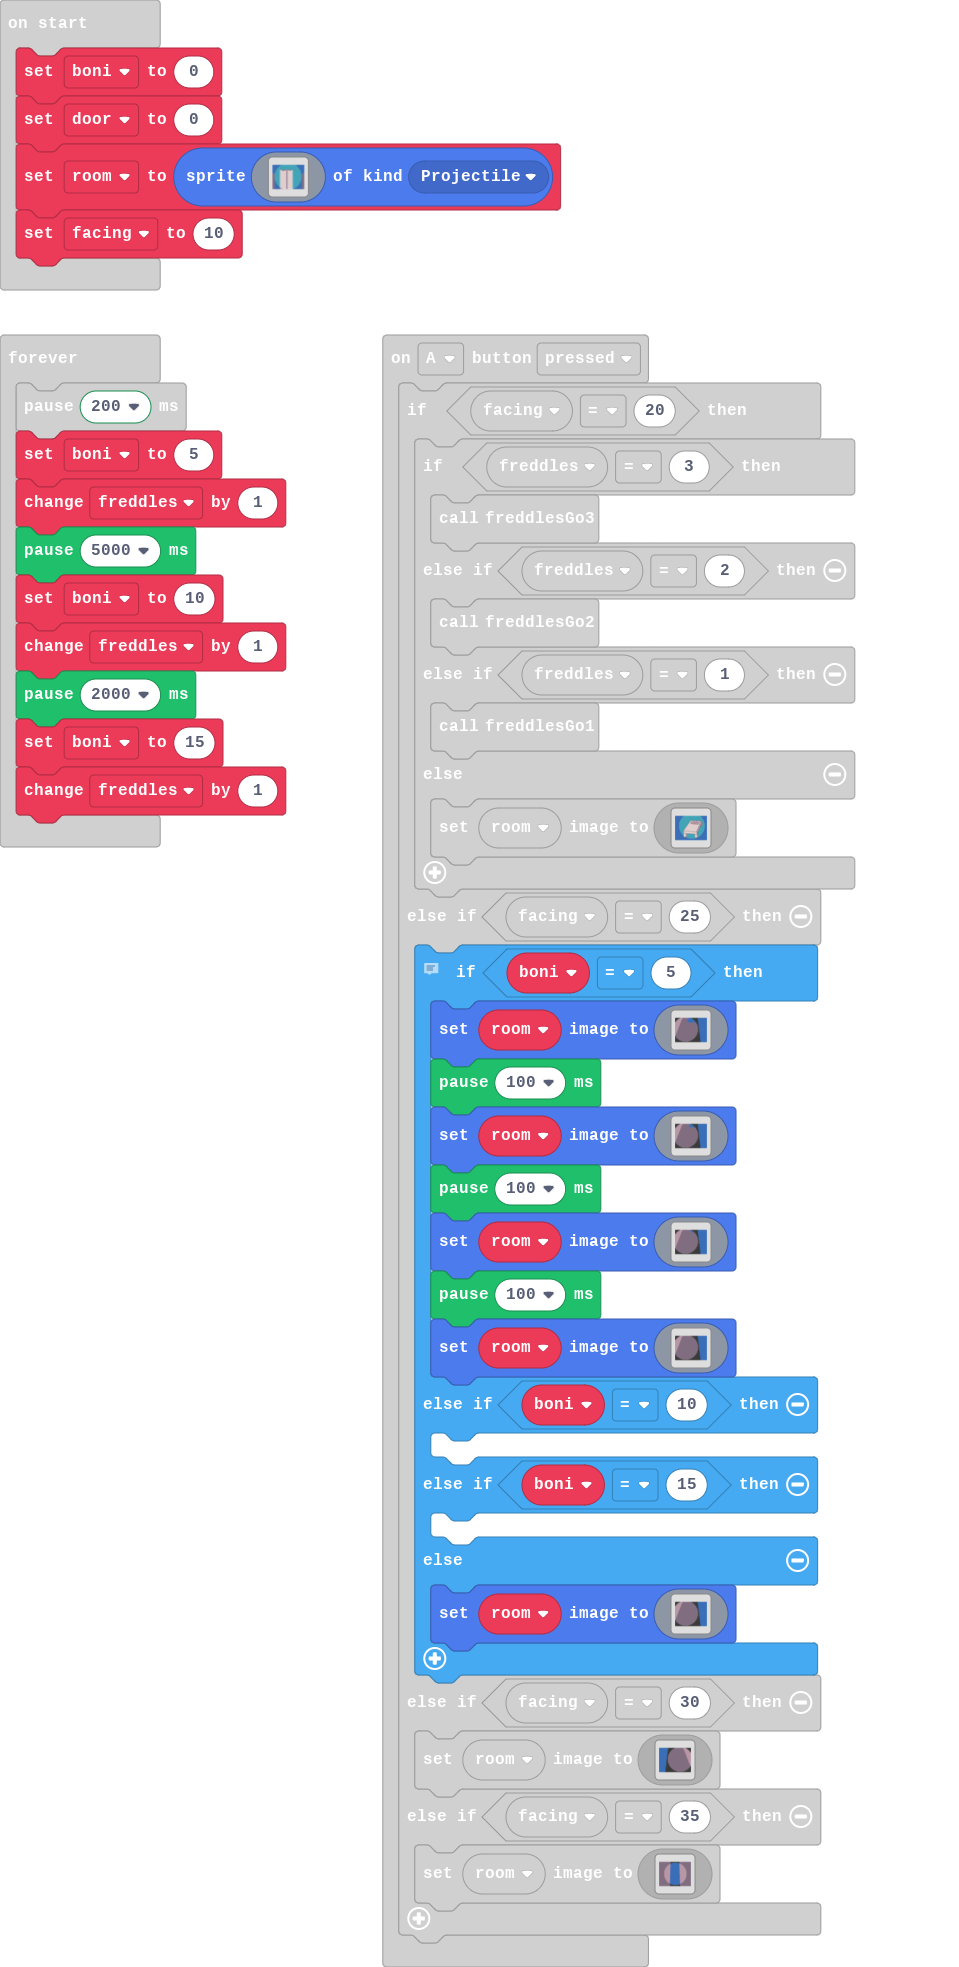 on start
set boni to 0
set door to 0
set room to sprite of kind Projectile
set facing to 10
forever
pause 200 ms
set boni to 5
change freddles by 1
pause 5000 ms
set boni to 10
change freddles by 1
pause 2000 ms
set boni to 15
change freddles by 1
on A button pressed
if facing = 20 then
if freddles = 3 then
call freddlesGo3
else if freddles = 2 then
call freddlesGo2
else if freddles = 1 then
call freddlesGo1
else
set room image to
else if facing = 25 then
if boni = 5 then
set room image to
pause 100 ms
set room image to
pause 100 ms
set room image to
pause 100 ms
set room image to
else if boni = 10 then
else if boni = 15 then
else
set room image to
else if facing = 30 then
set room image to
else if facing = 35 then
set room image to